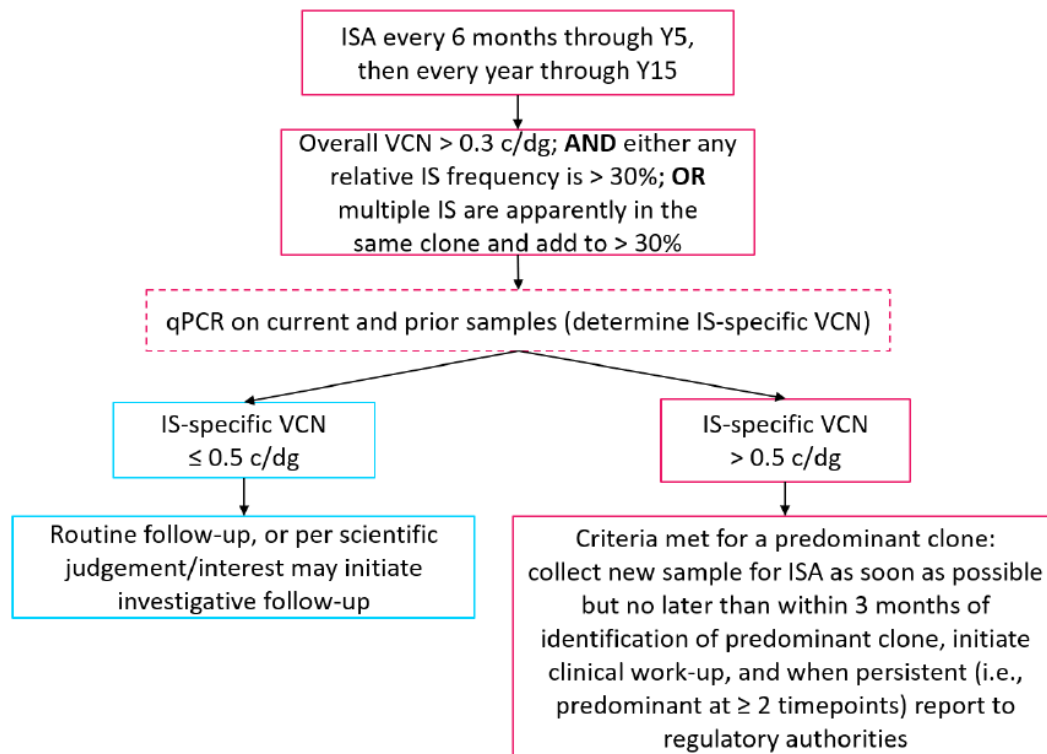 ISA every 6 months through Y5,
then every year through Y15
Overall VCN > 0.3 c/dg; AND either any
relative IS frequency is > 30%; OR
multiple IS are apparently in the
same clone and add to > 30%
qPCR on current and prior samples (determine IS-specific VCN)
IS-specific VCN
≤ 0.5 c/dg
IS-specific VCN
> 0.5 c/dg
Routine follow-up, or per scientific
judgement/interest may initiate
investigative follow-up
Criteria met for a predominant clone:
collect new sample for ISA as soon as possible
but no later than within 3 months of
identification of predominant clone, initiate
clinical work-up, and when persistent (i.e.,
predominant at ≥ 2 timepoints) report to
regulatory authorities